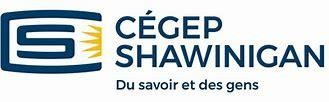 CÉGEP
SHAWINIGAN
Du savoir et des gens